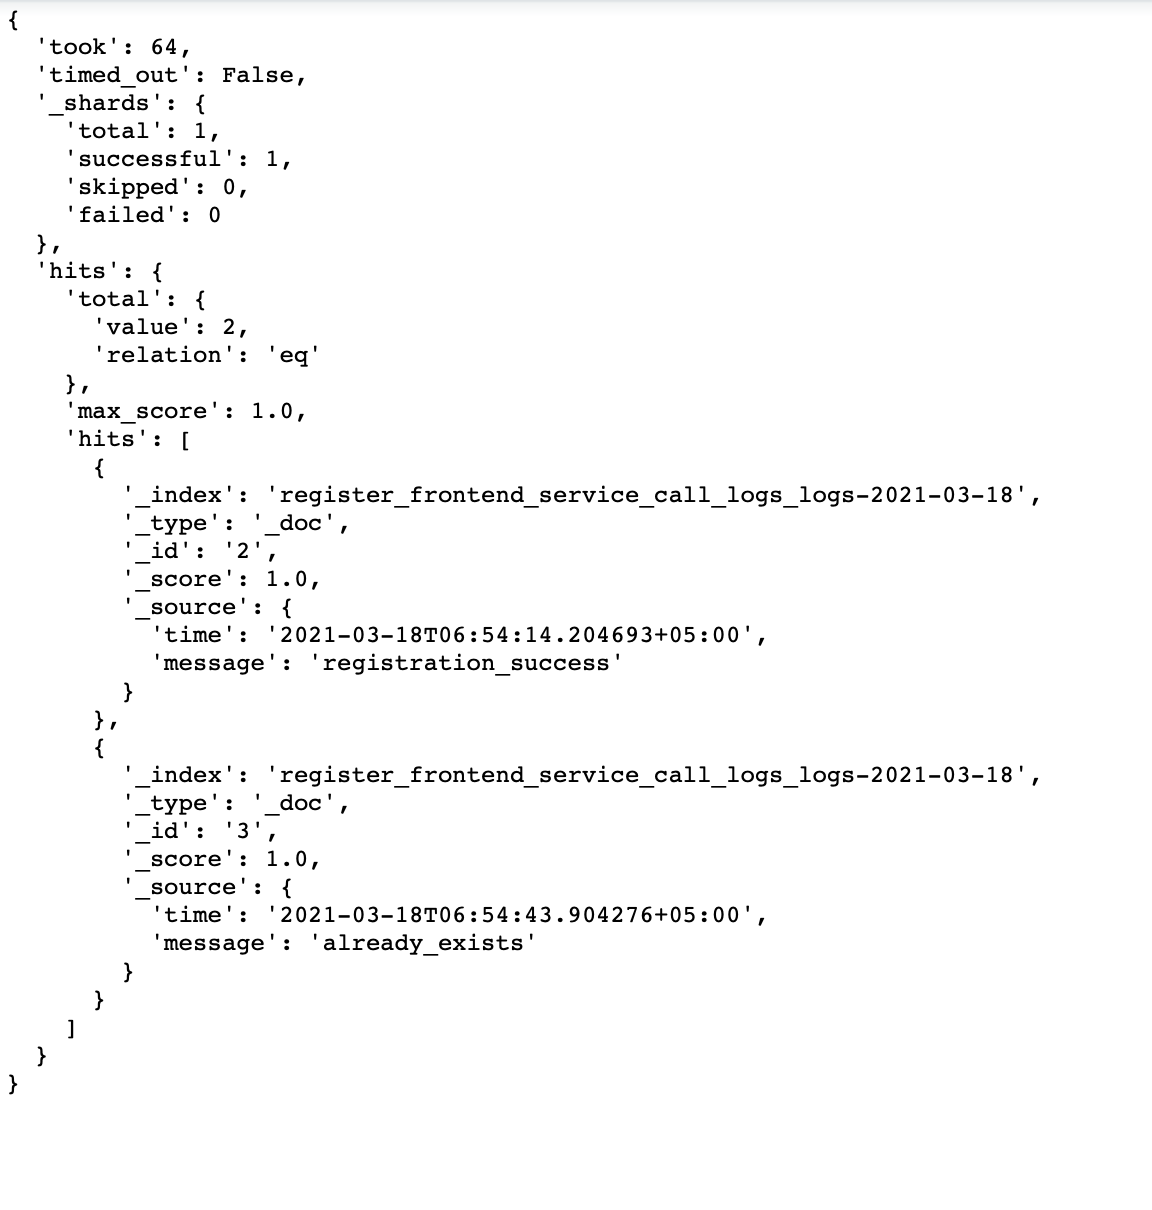 {
  'took': 64,
  'timed_out': False,
  '_shards': {
    'total': 1,
    'successful': 1,
    'skipped': 0,
    'failed': 0
  },
  'hits': {
    'total': {
      'value': 2,
      'relation': 'eq'
    },
    'max_score': 1.0,
    'hits': [
      {
        '_index': 'register_frontend_service_call_logs_logs-2021-03-18',
        '_type': '_doc',
        '_id': '2',
        '_score': 1.0,
        '_source': {
          'time': '2021-03-18T06:54:14.204693+05:00',
          'message': 'registration_success'
        }
      },
      {
        '_index': 'register_frontend_service_call_logs_logs-2021-03-18',
        '_type': '_doc',
        '_id': '3',
        '_score': 1.0,
        '_source': {
          'time': '2021-03-18T06:54:43.904276+05:00',
          'message': 'already_exists'
        }
      }
    ]
  }
}